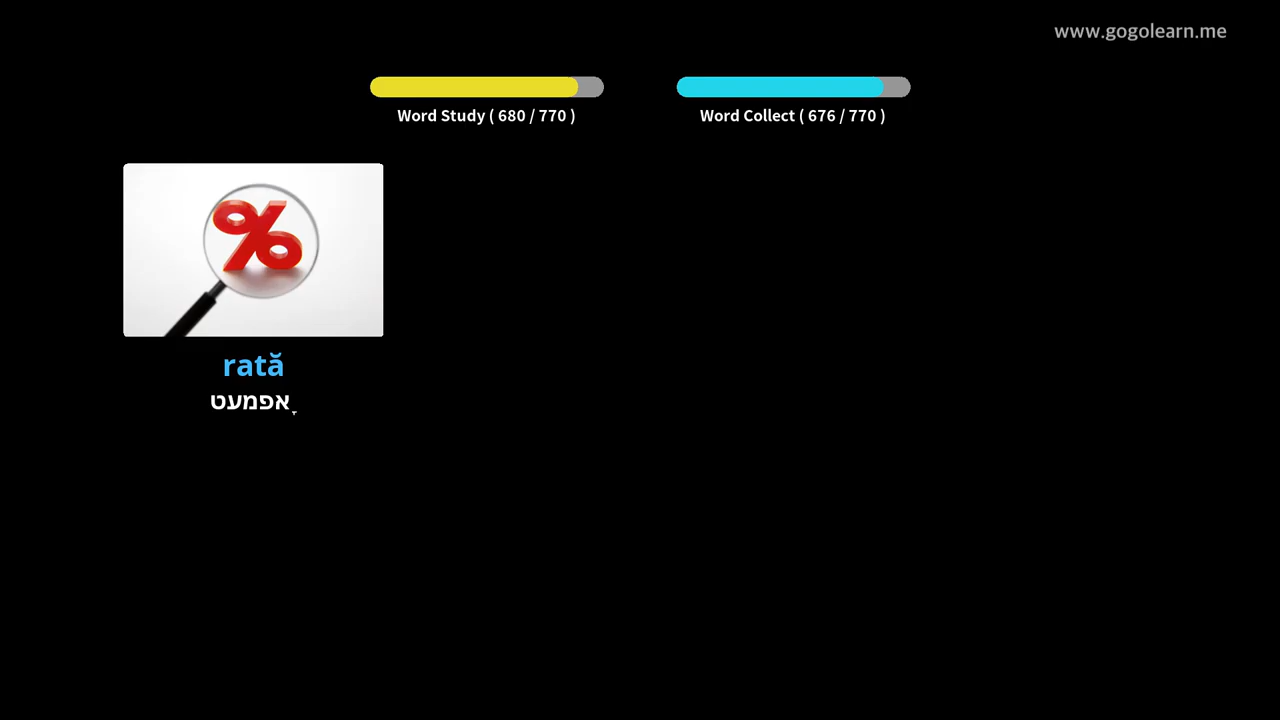 www.gogolearn.me
Word Study ( 680 / 770 )
Word Collect ( 676 / 770 )
%
rată
אָפּמעט